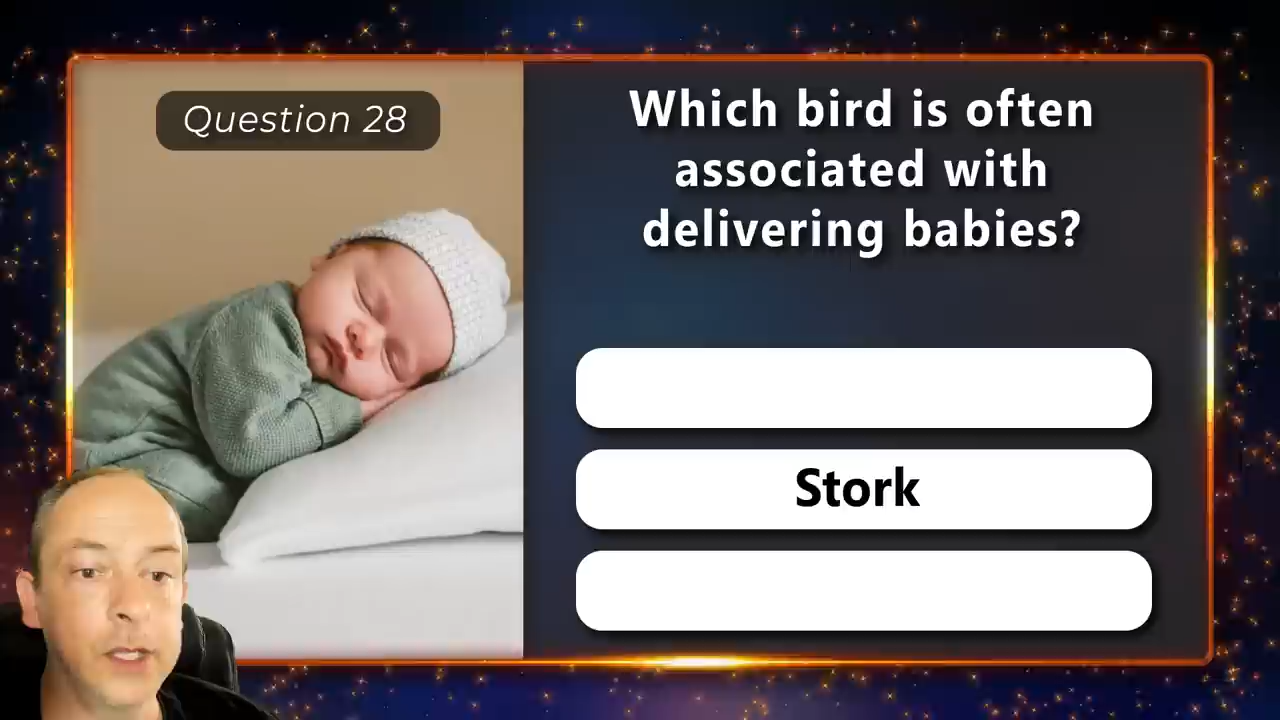 Question 28
Which bird is often
associated with
delivering babies?
Stork